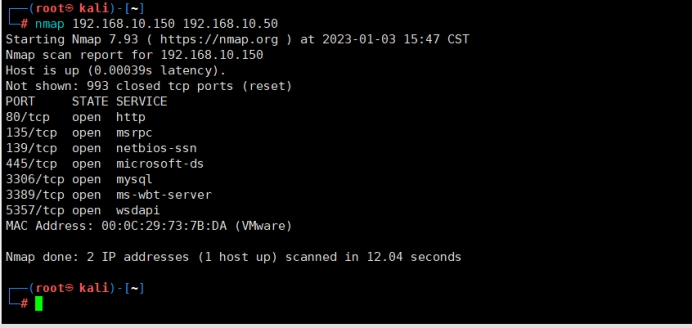 ┌──(root㉿ kali)-[~]
└─# nmap 192.168.10.150 192.168.10.50
Starting Nmap 7.93 ( https://nmap.org ) at 2023-01-03 15:47 CST
Nmap scan report for 192.168.10.150
Host is up (0.00039s latency).
Not shown: 993 closed tcp ports (reset)
PORT     STATE SERVICE
80/tcp   open  http
135/tcp  open  msrpc
139/tcp  open  netbios-ssn
445/tcp  open  microsoft-ds
3306/tcp open  mysql
3389/tcp open  ms-wbt-server
5357/tcp open  wsdapi
MAC Address: 00:0C:29:73:7B:DA (VMware)
Nmap done: 2 IP addresses (1 host up) scanned in 12.04 seconds
┌──(root㉿ kali)-[~]
└─#